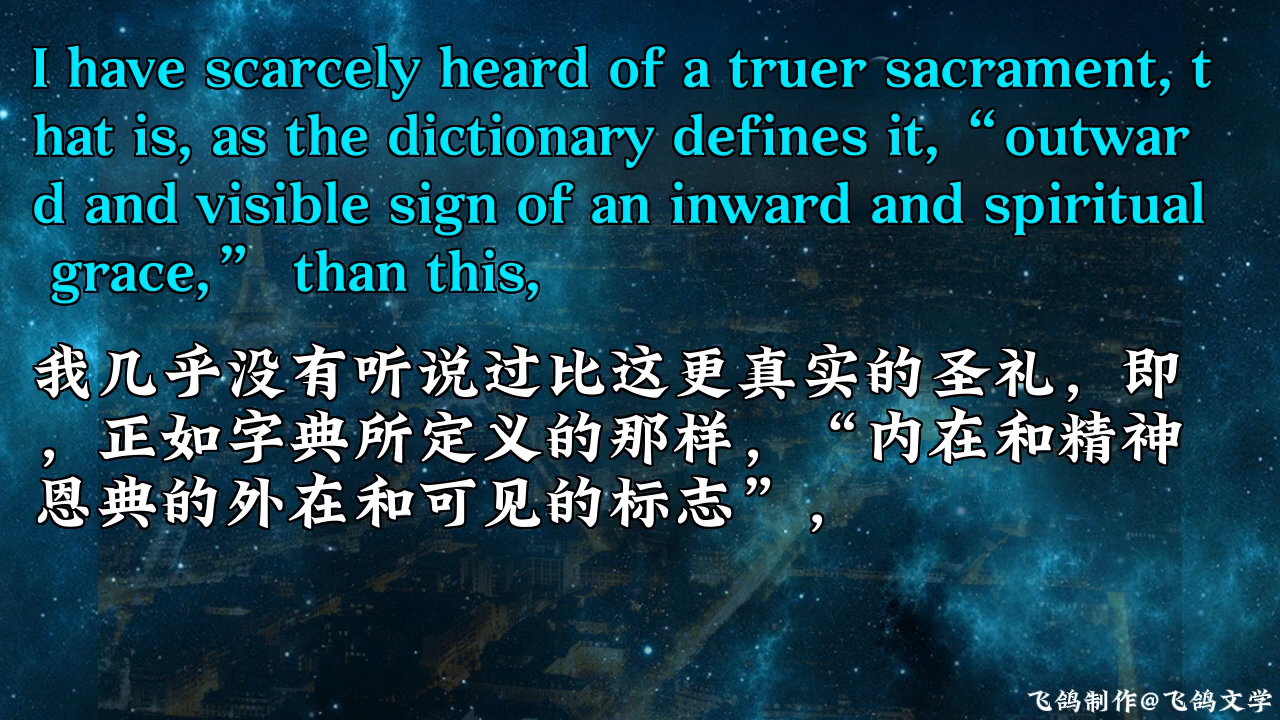 I have scarcely heard of a truer sacrament, t
hat is, as the dictionary defines it, “outwar
d and visible sign of an inward and spiritual
grace,” than this,
我几乎没有听说过比这更真实的圣礼，即
，正如字典所定义的那样，“内在和精神
恩典的外在和可见的标志”，
飞鸽制作@飞鸽文学